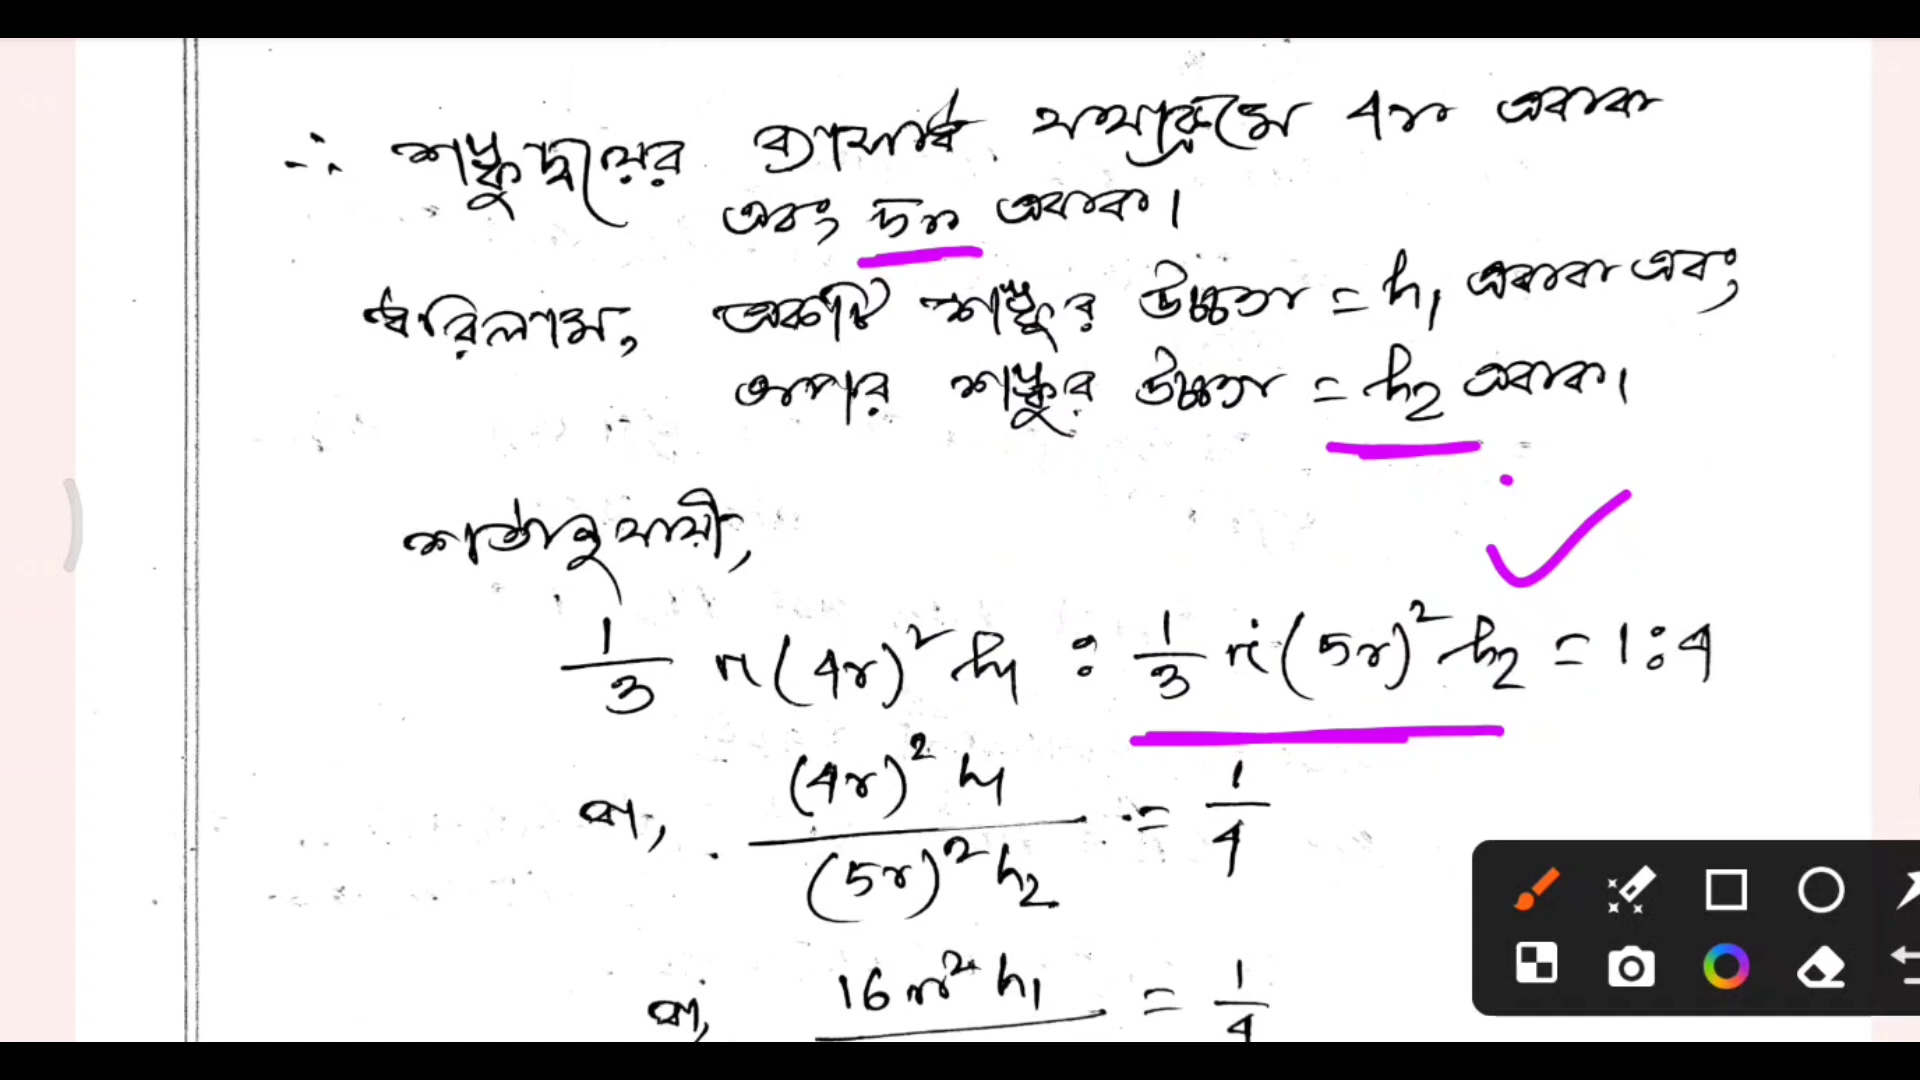 ∴ শঙ্কুদ্বয়ের ব্যাসার্ধ যথাক্রমে 4r একক
এবং 5r একক।
ধরিলাম, একটি শঙ্কুর উচ্চতা = h₁ একক এবং,
অপর শঙ্কুর উচ্চতা = h₂ একক।
শর্তানুযায়ী,
1/3 π(4r)² h₁ : 1/3 π(5r)² h₂ = 1:4
বা, (4r)² h₁ / (5r)² h₂ = 1/4
বা, 16r² h₁ = 1/4